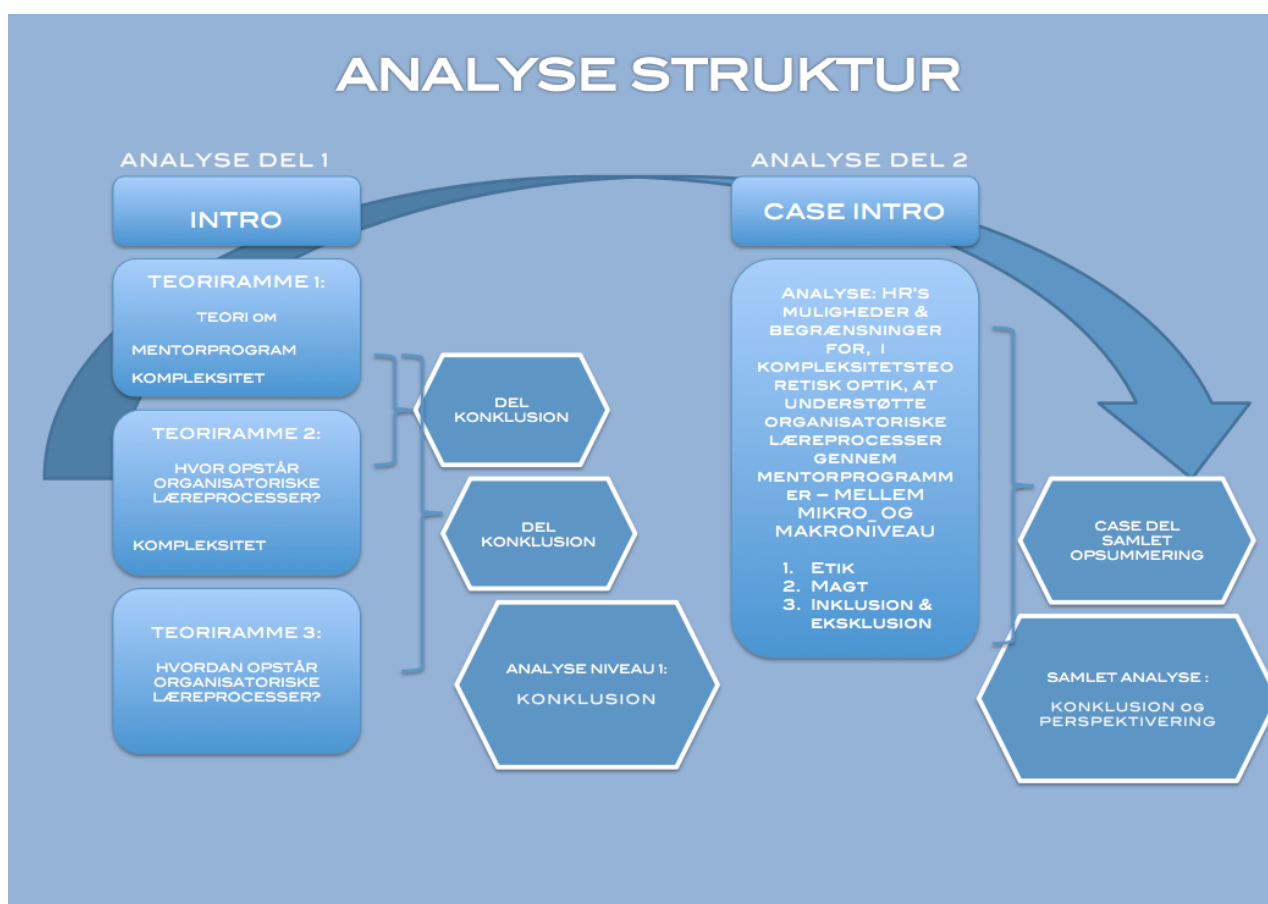 ANALYSE STRUKTUR
ANALYSE DEL 1
INTRO
TEORIRAMME 1:
TEORI OM
MENTORPROGRAM
KOMPLEKSITET
TEORIRAMME 2:
HVOR OPSTÅR
ORGANISATORISKE
LÆREPROCESSER?
KOMPLEKSITET
TEORIRAMME 3:
HVORDAN OPSTÅR
ORGANISATORISKE
LÆREPROCESSER?
DEL
KONKLUSION
DEL
KONKLUSION
ANALYSE NIVEAU 1:
KONKLUSION
ANALYSE DEL 2
CASE INTRO
ANALYSE: HR'S
MULIGHEDER &
BEGRÆNSNINGER
FOR, I
KOMPLEKSITETSTEO
RETISK OPTIK, AT
UNDERSTØTTE
ORGANISATORISKE
LÆREPROCESSER
GENNEM
MENTORPROGRAMM
ER – MELLEM
MIKRO_OG
MAKRONIVEAU
1. ETIK
2. MAGT
3. INKLUSION &
EKSKLUSION
CASE DEL
SAMLET
OPSUMMERING
SAMLET ANALYSE :
KONKLUSION OG
PERSPEKTIVERING